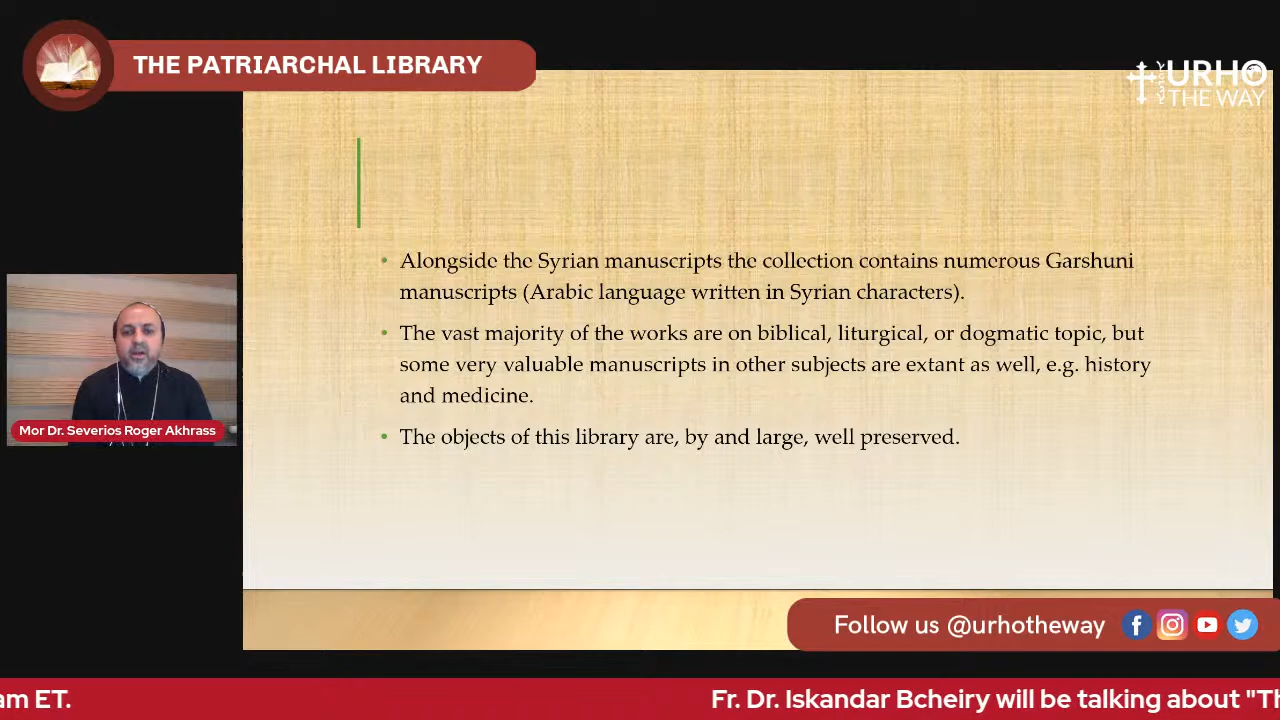 THE PATRIARCHAL LIBRARY
URHO
THE WAY
• Alongside the Syrian manuscripts the collection contains numerous Garshuni
manuscripts (Arabic language written in Syrian characters).
• The vast majority of the works are on biblical, liturgical, or dogmatic topic, but
some very valuable manuscripts in other subjects are extant as well, e.g. history
and medicine.
• The objects of this library are, by and large, well preserved.
Mor Dr. Severios Roger Akhrass
Follow us @urhotheway
am ET.
Fr. Dr. Iskandar Bcheiry will be talking about "Th